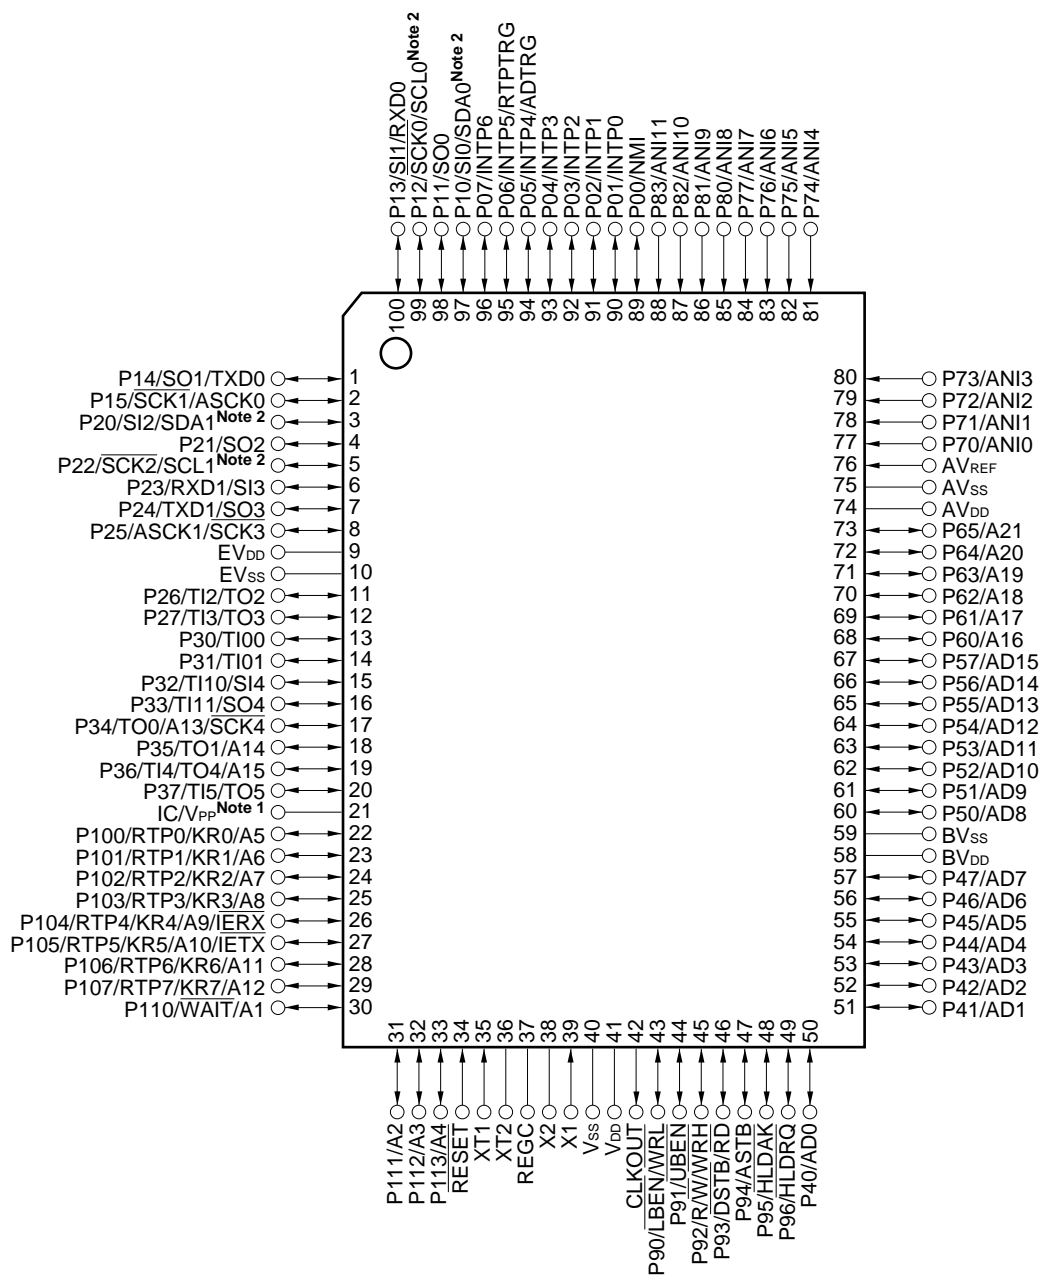 P13/SI1/RXD0
P12/SCK0/SCL0Note 2
P11/SO0
P10/SI0/SDA0Note 2
P07/INTP6
P06/INTP5/RTPTRG
P05/INTP4/ADTRG
P04/INTP3
P03/INTP2
P02/INTP1
P01/INTP0
P00/NMI
P83/ANI11
P82/ANI10
P81/ANI9
P80/ANI8
P77/ANI7
P76/ANI6
P75/ANI5
P74/ANI4
100 99 98 97 96 95 94 93 92 91 90 89 88 87 86 85 84 83 82 81
P14/SO1/TXD0 1
P15/SCK1/ASCK0 2
P20/SI2/SDA1Note 2 3
P21/SO2 4
P22/SCK2/SCL1Note 2 5
P23/RXD1/SI3 6
P24/TXD1/SO3 7
P25/ASCK1/SCK3 8
EVDD 9
EVSS 10
P26/TI2/TO2 11
P27/TI3/TO3 12
P30/TI00 13
P31/TI01 14
P32/TI10/SI4 15
P33/TI11/SO4 16
P34/TO0/A13/SCK4 17
P35/TO1/A14 18
P36/TI4/TO4/A15 19
P37/TI5/TO5 20
IC/VPPNote 1 21
P100/RTP0/KR0/A5 22
P101/RTP1/KR1/A6 23
P102/RTP2/KR2/A7 24
P103/RTP3/KR3/A8 25
P104/RTP4/KR4/A9/IERX 26
P105/RTP5/KR5/A10/IETX 27
P106/RTP6/KR6/A11 28
P107/RTP7/KR7/A12 29
P110/WAIT/A1 30
80 P73/ANI3
79 P72/ANI2
78 P71/ANI1
77 P70/ANI0
76 AVREF
75 AVSS
74 AVDD
73 P65/A21
72 P64/A20
71 P63/A19
70 P62/A18
69 P61/A17
68 P60/A16
67 P57/AD15
66 P56/AD14
65 P55/AD13
64 P54/AD12
63 P53/AD11
62 P52/AD10
61 P51/AD9
60 P50/AD8
59 BVSS
58 BVDD
57 P47/AD7
56 P46/AD6
55 P45/AD5
54 P44/AD4
53 P43/AD3
52 P42/AD2
51 P41/AD1
31 32 33 34 35 36 37 38 39 40 41 42 43 44 45 46 47 48 49 50
P111/A2
P112/A3
P113/A4
RESET
XT1
XT2
REGC
X2
X1
VSS
VDD
CLKOUT
P90/LBEN/WRL
P91/UBEN
P92/R/W/WRH
P93/DSTB/RD
P94/ASTB
P95/HLDAK
P96/HLDRQ
P40/AD0